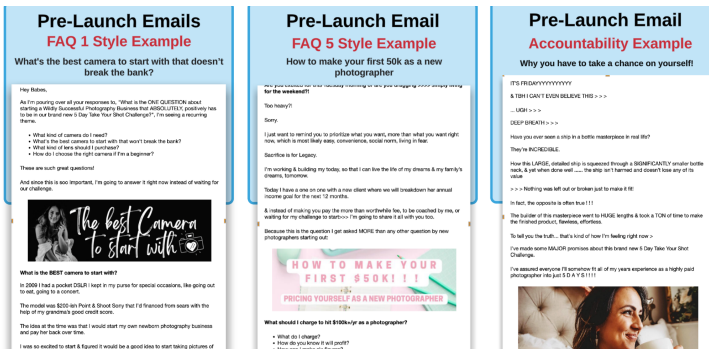 Pre-Launch Emails
FAQ 1 Style Example
What's the best camera to start with that doesn't
break the bank?
Hey Babes,
As I'm pouring over all your responses to, "What is the ONE QUESTION about
starting a Wildly Successful Photography Business that ABSOLUTELY, positively has
to be in our brand new 5 Day Take Your Shot Challenge?", I'm seeing a recurring
theme.
• What kind of camera do I need?
• What's the best camera to start with that won't break the bank?
• What kind of lens should I purchase?
• How do I choose the right camera if I'm a beginner?
These are such great questions!
And since this is soo important, I'm going to answer it right now instead of waiting for
our challenge.
The best Camera
to start with
What is the BEST camera to start with?
In 2009 I had a pocket DSLR I kept in my purse for special occasions, like going out
to eat, going to a concert.
The model was $200-ish Point & Shoot Sony that I'd financed from sears with the
help of my grandma's good credit score.
The idea at the time was that I would start my own newborn photography business
and pay her back over time.
I was so excited to start & figured it would be a good idea to start taking pictures of
Pre-Launch Email
FAQ 5 Style Example
How to make your first 50k as a new
photographer
for the weekend?!
Too heavy?!
Sorry.
I just want to remind you to prioritize what you want, more than what you want right
now, which is most likely easy, convenience, social norm, living in fear.
Sacrifice is for Legacy.
I'm working & building my today, so that I can live the life of my dreams & my family's
dreams, tomorrow.
Today I have a one on one with a new client where we will breakdown her annual
income goal for the next 12 months.
& instead of making you pay the more than worthwhile fee, to be coached by me, or
waiting for my challenge to start>>> I'm going to share it all with you too.
Because this is the question I get asked MORE than any other question by new
photographers starting out:
HOW TO MAKE YOUR
FIRST $50K!!!
PRICING YOURSELF AS A NEW PHOTOGRAPHER
What should I charge to hit $100k+/yr as a photographer?
• What do I charge?
• How do you know it will profit?
Pre-Launch Email
Accountability Example
Why you have to take a chance on yourself!
IT'S FRIDAYYYYYYYYYYY
& TBH I CAN'T EVEN BELIEVE THIS > > >
... UGH > > >
DEEP BREATH > > >
Have you ever seen a ship in a bottle masterpiece in real life?
They're INCREDIBLE.
How this LARGE, detailed ship is squeezed through a SIGNIFICANTLY smaller bottle
neck, & yet when done well ...... the ship isn't harmed and doesn't lose any of its
value
> > > Nothing was left out or broken just to make it fit!
In fact, the opposite is often true ! ! !
The builder of this masterpiece went to HUGE lengths & took a TON of time to make
the finished product, flawless, effortless.
To tell you the truth... that's kind of how I'm feeling right now >
I've made some MAJOR promises about this brand new 5 Day Take Your Shot
Challenge.
I've assured everyone I'll somehow fit all of my years experience as a highly paid
photographer into just 5 D A Y S ! ! ! !